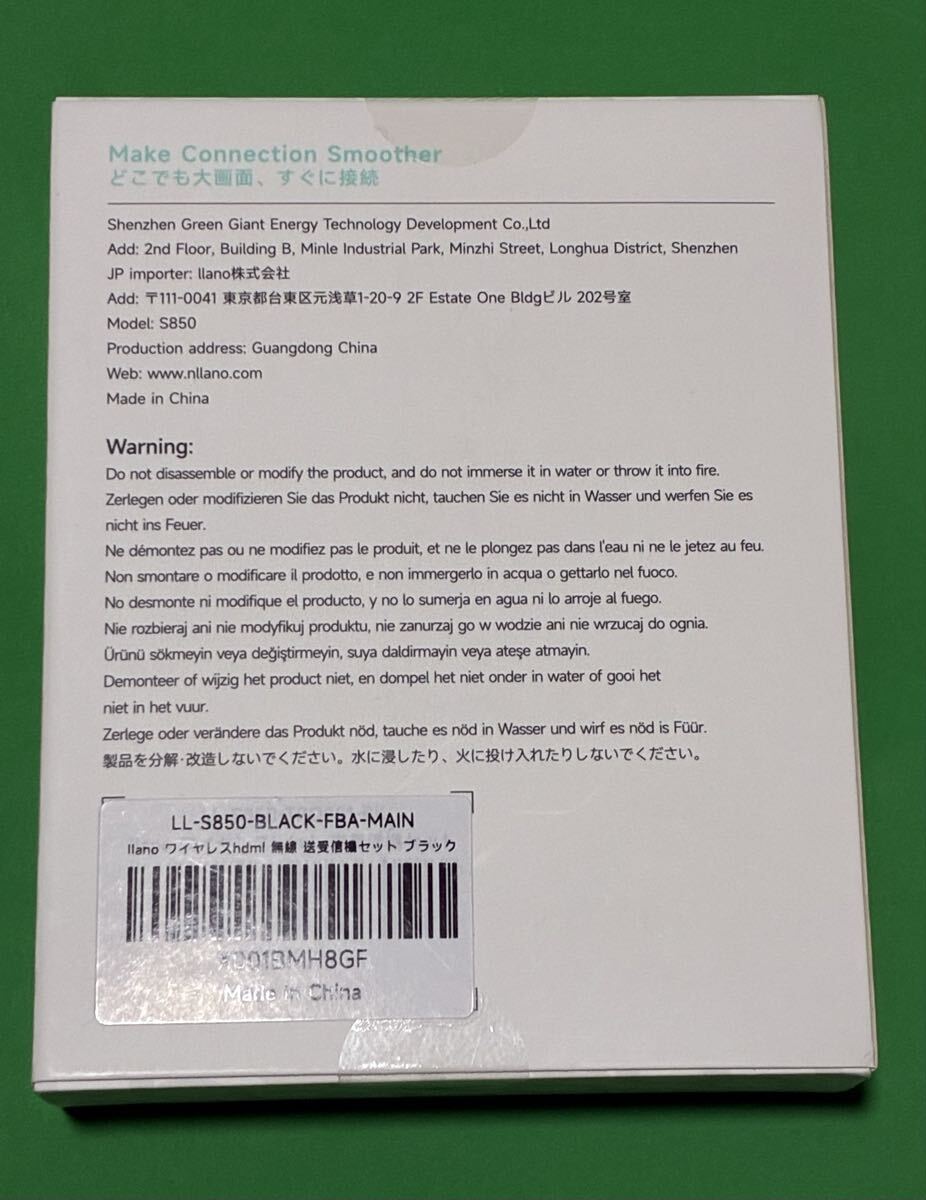 Make Connection Smoother
どこでも大画面、すぐに接続
Shenzhen Green Giant Energy Technology Development Co.,Ltd
Add: 2nd Floor, Building B, Minle Industrial Park, Minzhi Street, Longhua District, Shenzhen
JP importer: llano株式会社
Add: 〒111-0041 東京都台東区元浅草1-20-9 2F Estate One Bldgビル 202号室
Model: S850
Production address: Guangdong China
Web: www.nllano.com
Made in China
Warning:
Do not disassemble or modify the product, and do not immerse it in water or throw it into fire.
Zerlegen oder modifizieren Sie das Produkt nicht, tauchen Sie es nicht in Wasser und werfen Sie es
nicht ins Feuer.
Ne démontez pas ou ne modifiez pas le produit, et ne le plongez pas dans l'eau ni ne le jetez au feu.
Non smontare o modificare il prodotto, e non immergerlo in acqua o gettarlo nel fuoco.
No desmonte ni modifique el producto, y no lo sumerja en agua ni lo arroje al fuego.
Nie rozbieraj ani nie modyfikuj produktu, nie zanurzaj go w wodzie ani nie wrzucaj do ognia.
Ürünü sökmeyin veya değiştirmeyin, suya daldirmayin veya ateşe atmayin.
Demonteer of wijzig het product niet, en dompel het niet onder in water of gooi het
niet in het vuur.
Zerlege oder verändere das Produkt nöd, tauche es nöd in Wasser und wirf es nöd is Füür.
製品を分解·改造しないでください。水に浸したり、火に投げ入れたりしないでください。
LL-S850-BLACK-FBA-MAIN
llano ワイヤレスhdmI 無線 送受信機セット ブラック
Made in China